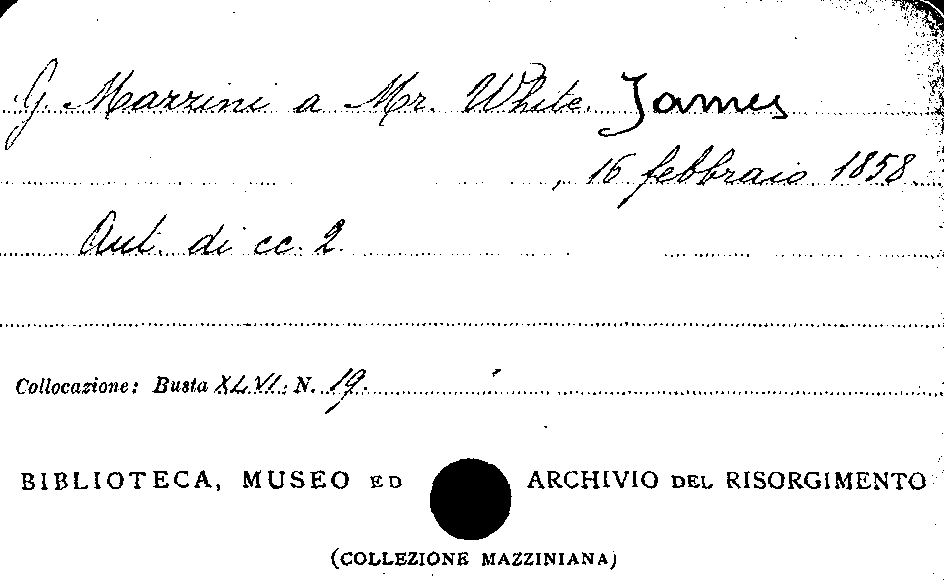 G. Mazzini a Mr. White. James
, 16 febbraio 1858.
Aut. di cc. 2.
Collocazione: Busta XLVI. N. 19.
BIBLIOTECA, MUSEO ED ARCHIVIO DEL RISORGIMENTO
(COLLEZIONE MAZZINIANA)